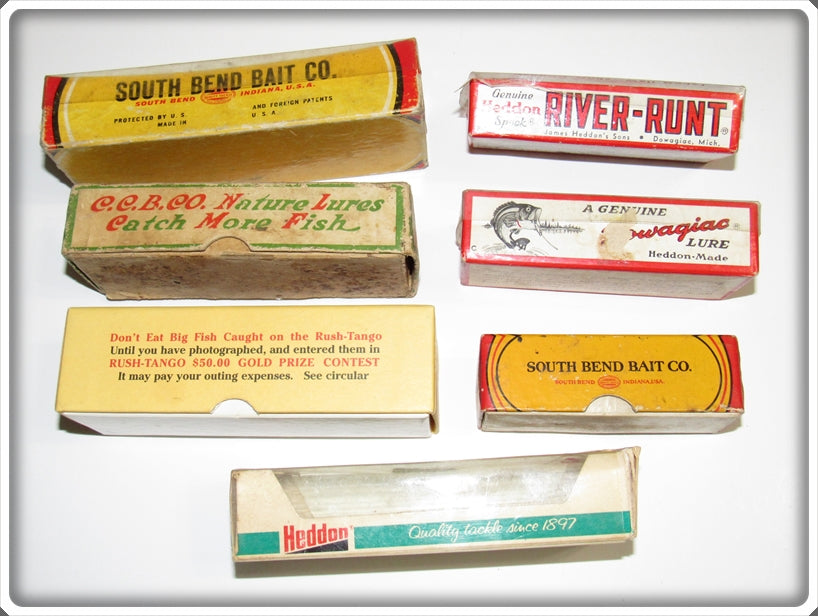 SOUTH BEND BAIT CO.
SOUTH BEND INDIANA, U.S.A.
PROTECTED BY U.S. AND FOREIGN PATENTS
MADE IN U.S.A.
Genuine
Heddon
RIVER-RUNT®
James Heddon's Sons • Dowagiac, Mich.
C.C.B.CO. Nature Lures
Catch More Fish
A GENUINE
wagiac®
LURE
Heddon-Made
Don't Eat Big Fish Caught on the Rush-Tango
Until you have photographed, and entered them in
RUSH-TANGO $50.00 GOLD PRIZE CONTEST
It may pay your outing expenses. See circular
SOUTH BEND BAIT CO.
SOUTH BEND INDIANA, USA.
Heddon
Quality tackle since 1897